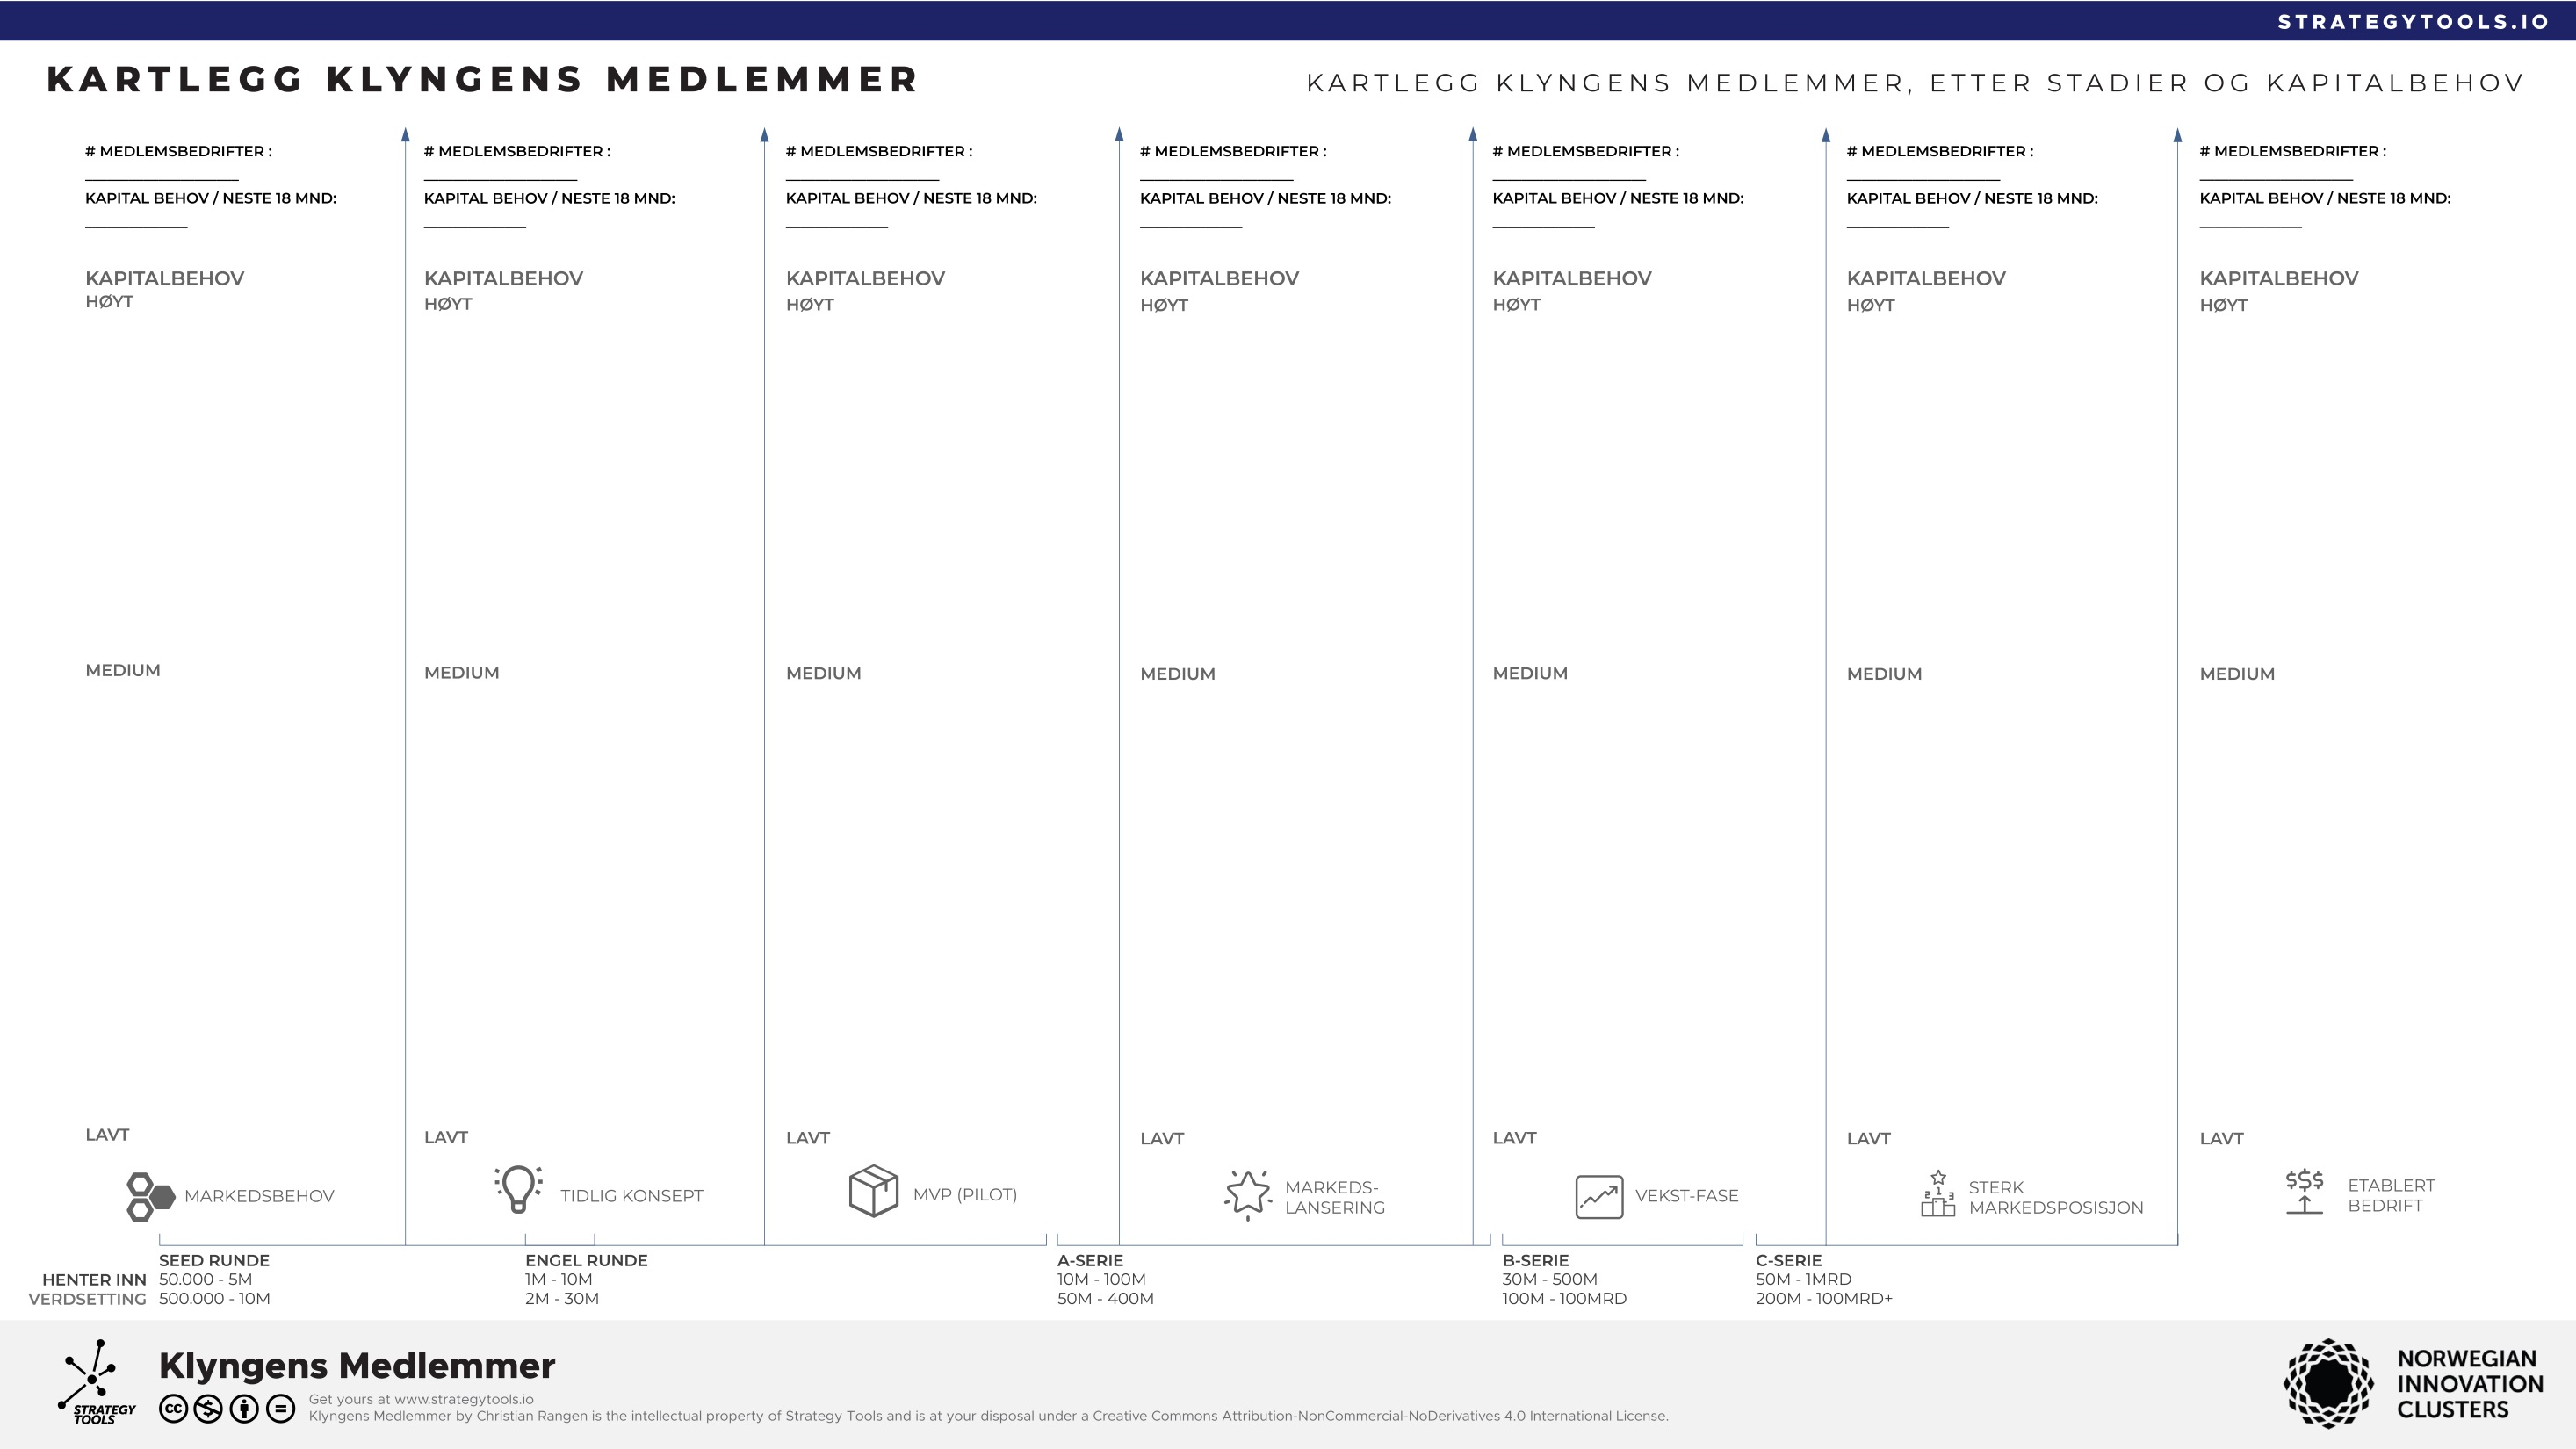 STRATEGYTOOLS.IO
KARTLEGG KLYNGENS MEDLEMMER
KARTLEGG KLYNGENS MEDLEMMER, ETTER STADIER OG KAPITALBEHOV
# MEDLEMSBEDRIFTER :
KAPITAL BEHOV / NESTE 18 MND:
KAPITALBEHOV
HØYT
MEDIUM
LAVT
MARKEDSBEHOV
# MEDLEMSBEDRIFTER :
KAPITAL BEHOV / NESTE 18 MND:
KAPITALBEHOV
HØYT
MEDIUM
LAVT
TIDLIG KONSEPT
# MEDLEMSBEDRIFTER :
KAPITAL BEHOV / NESTE 18 MND:
KAPITALBEHOV
HØYT
MEDIUM
LAVT
MVP (PILOT)
# MEDLEMSBEDRIFTER :
KAPITAL BEHOV / NESTE 18 MND:
KAPITALBEHOV
HØYT
MEDIUM
LAVT
MARKEDS-
LANSERING
# MEDLEMSBEDRIFTER :
KAPITAL BEHOV / NESTE 18 MND:
KAPITALBEHOV
HØYT
MEDIUM
LAVT
VEKST-FASE
# MEDLEMSBEDRIFTER :
KAPITAL BEHOV / NESTE 18 MND:
KAPITALBEHOV
HØYT
MEDIUM
LAVT
2 1 3
STERK
MARKEDSPOSISJON
# MEDLEMSBEDRIFTER :
KAPITAL BEHOV / NESTE 18 MND:
KAPITALBEHOV
HØYT
MEDIUM
LAVT
$$$
ETABLERT
BEDRIFT
HENTER INN
VERDSETTING
SEED RUNDE
50.000 - 5M
500.000 - 10M
ENGEL RUNDE
1M - 10M
2M - 30M
A-SERIE
10M - 100M
50M - 400M
B-SERIE
30M - 500M
100M - 100MRD
C-SERIE
50M - 1MRD
200M - 100MRD+
STRATEGY
TOOLS
Klyngens Medlemmer
cc
Get yours at www.strategytools.io
Klyngens Medlemmer by Christian Rangen is the intellectual property of Strategy Tools and is at your disposal under a Creative Commons Attribution-NonCommercial-NoDerivatives 4.0 International License.
NORWEGIAN
INNOVATION
CLUSTERS